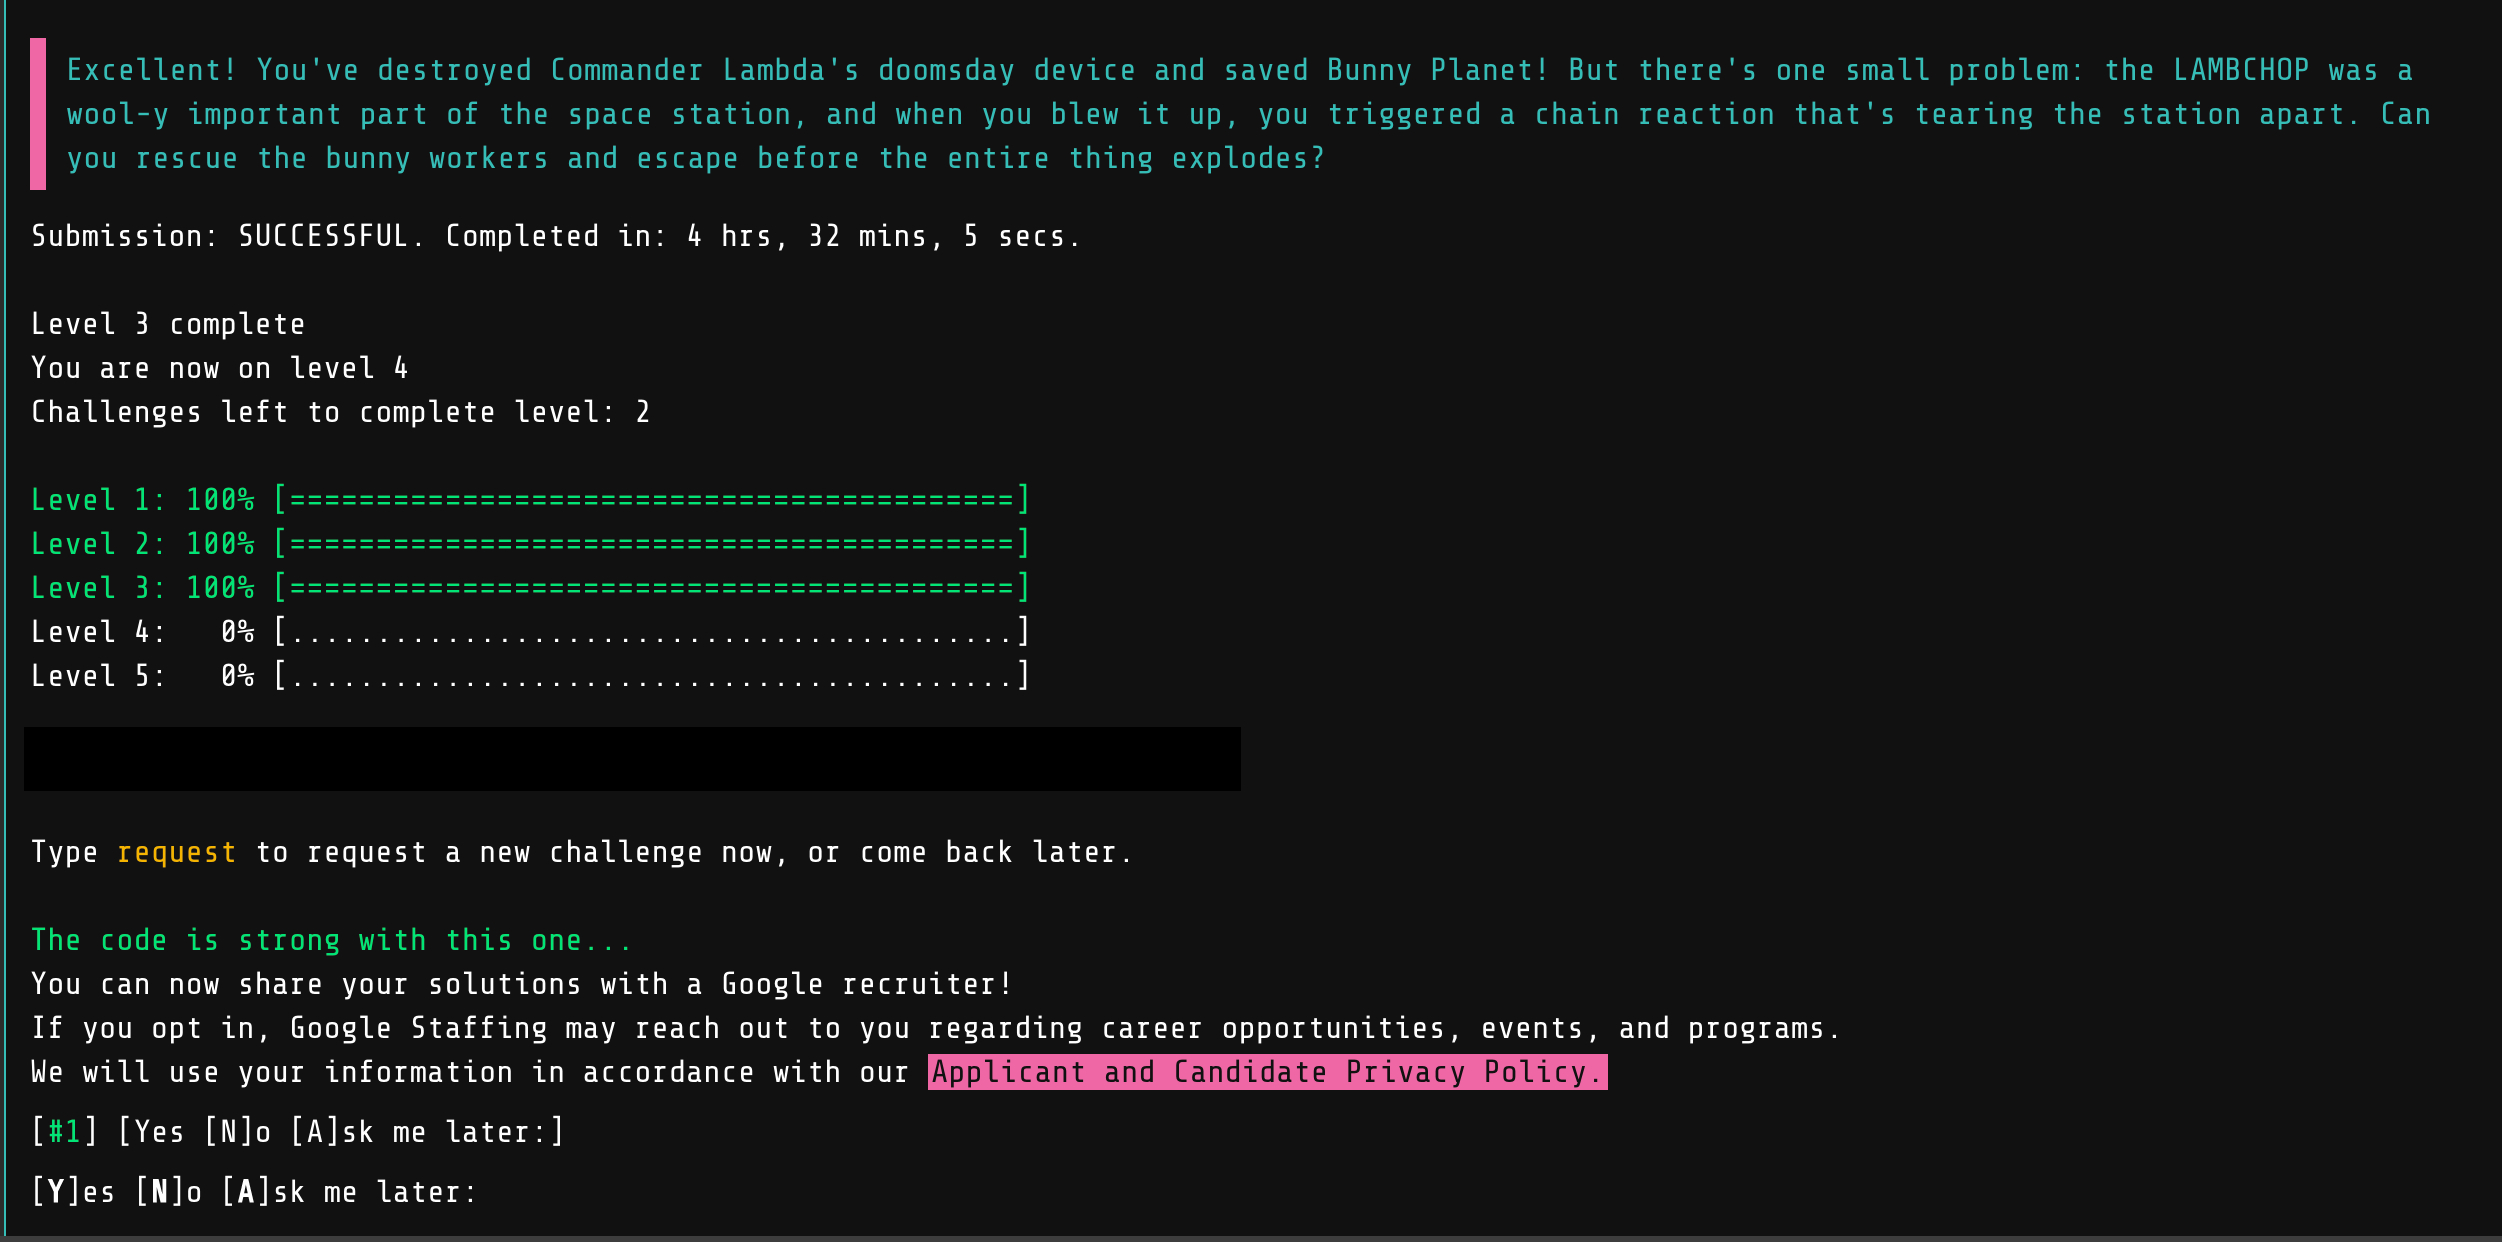 Excellent! You've destroyed Commander Lambda's doomsday device and saved Bunny Planet! But there's one small problem: the LAMBCHOP was a
wool-y important part of the space station, and when you blew it up, you triggered a chain reaction that's tearing the station apart. Can
you rescue the bunny workers and escape before the entire thing explodes?
Submission: SUCCESSFUL. Completed in: 4 hrs, 32 mins, 5 secs.
Level 3 complete
You are now on level 4
Challenges left to complete level: 2
Level 1: 100% [==========================================]
Level 2: 100% [==========================================]
Level 3: 100% [==========================================]
Level 4:   0% [..........................................]
Level 5:   0% [..........................................]
Type request to request a new challenge now, or come back later.
The code is strong with this one...
You can now share your solutions with a Google recruiter!
If you opt in, Google Staffing may reach out to you regarding career opportunities, events, and programs.
We will use your information in accordance with our Applicant and Candidate Privacy Policy.
[#1] [Yes [N]o [A]sk me later:]
[Y]es [N]o [A]sk me later: